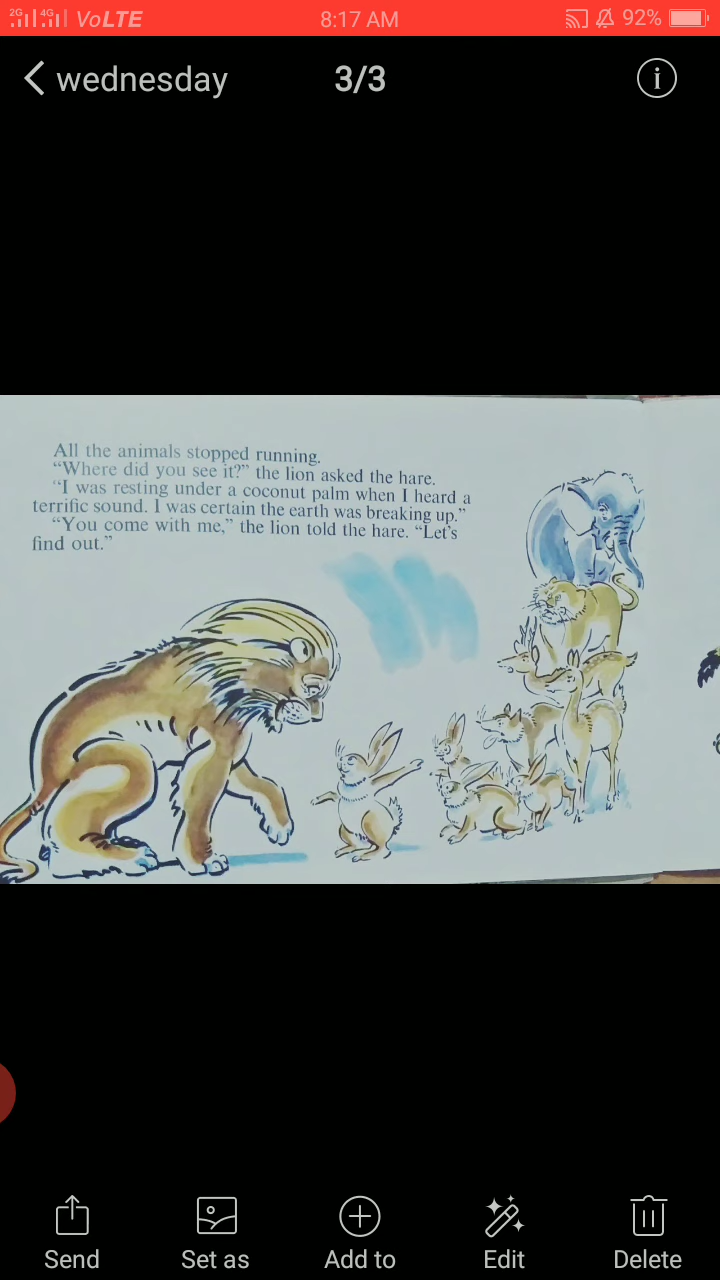 2G 4G VoLTE 8:17 AM 92%
wednesday 3/3
All the animals stopped running.
“Where did you see it?” the lion asked the hare.
“I was resting under a coconut palm when I heard a
terrific sound. I was certain the earth was breaking up.”
“You come with me,” the lion told the hare. “Let's
find out.”
Send Set as Add to Edit Delete